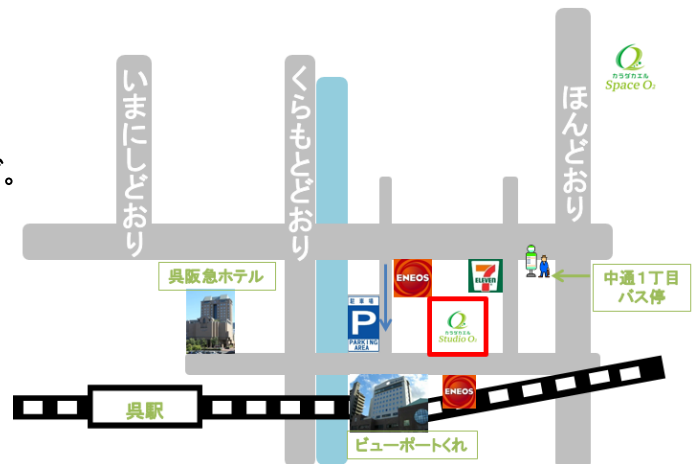 カラダカエル
Space O₂
いまにしどおり
くらもとどおり
ほんどおり
。
呉阪急ホテル
ENEOS
7
ELEVEN
中通1丁目
バス停
駐車場
P
PARKING
AREA
カラダカエル
Studio O₂
ENEOS
呉駅
ビューポートくれ